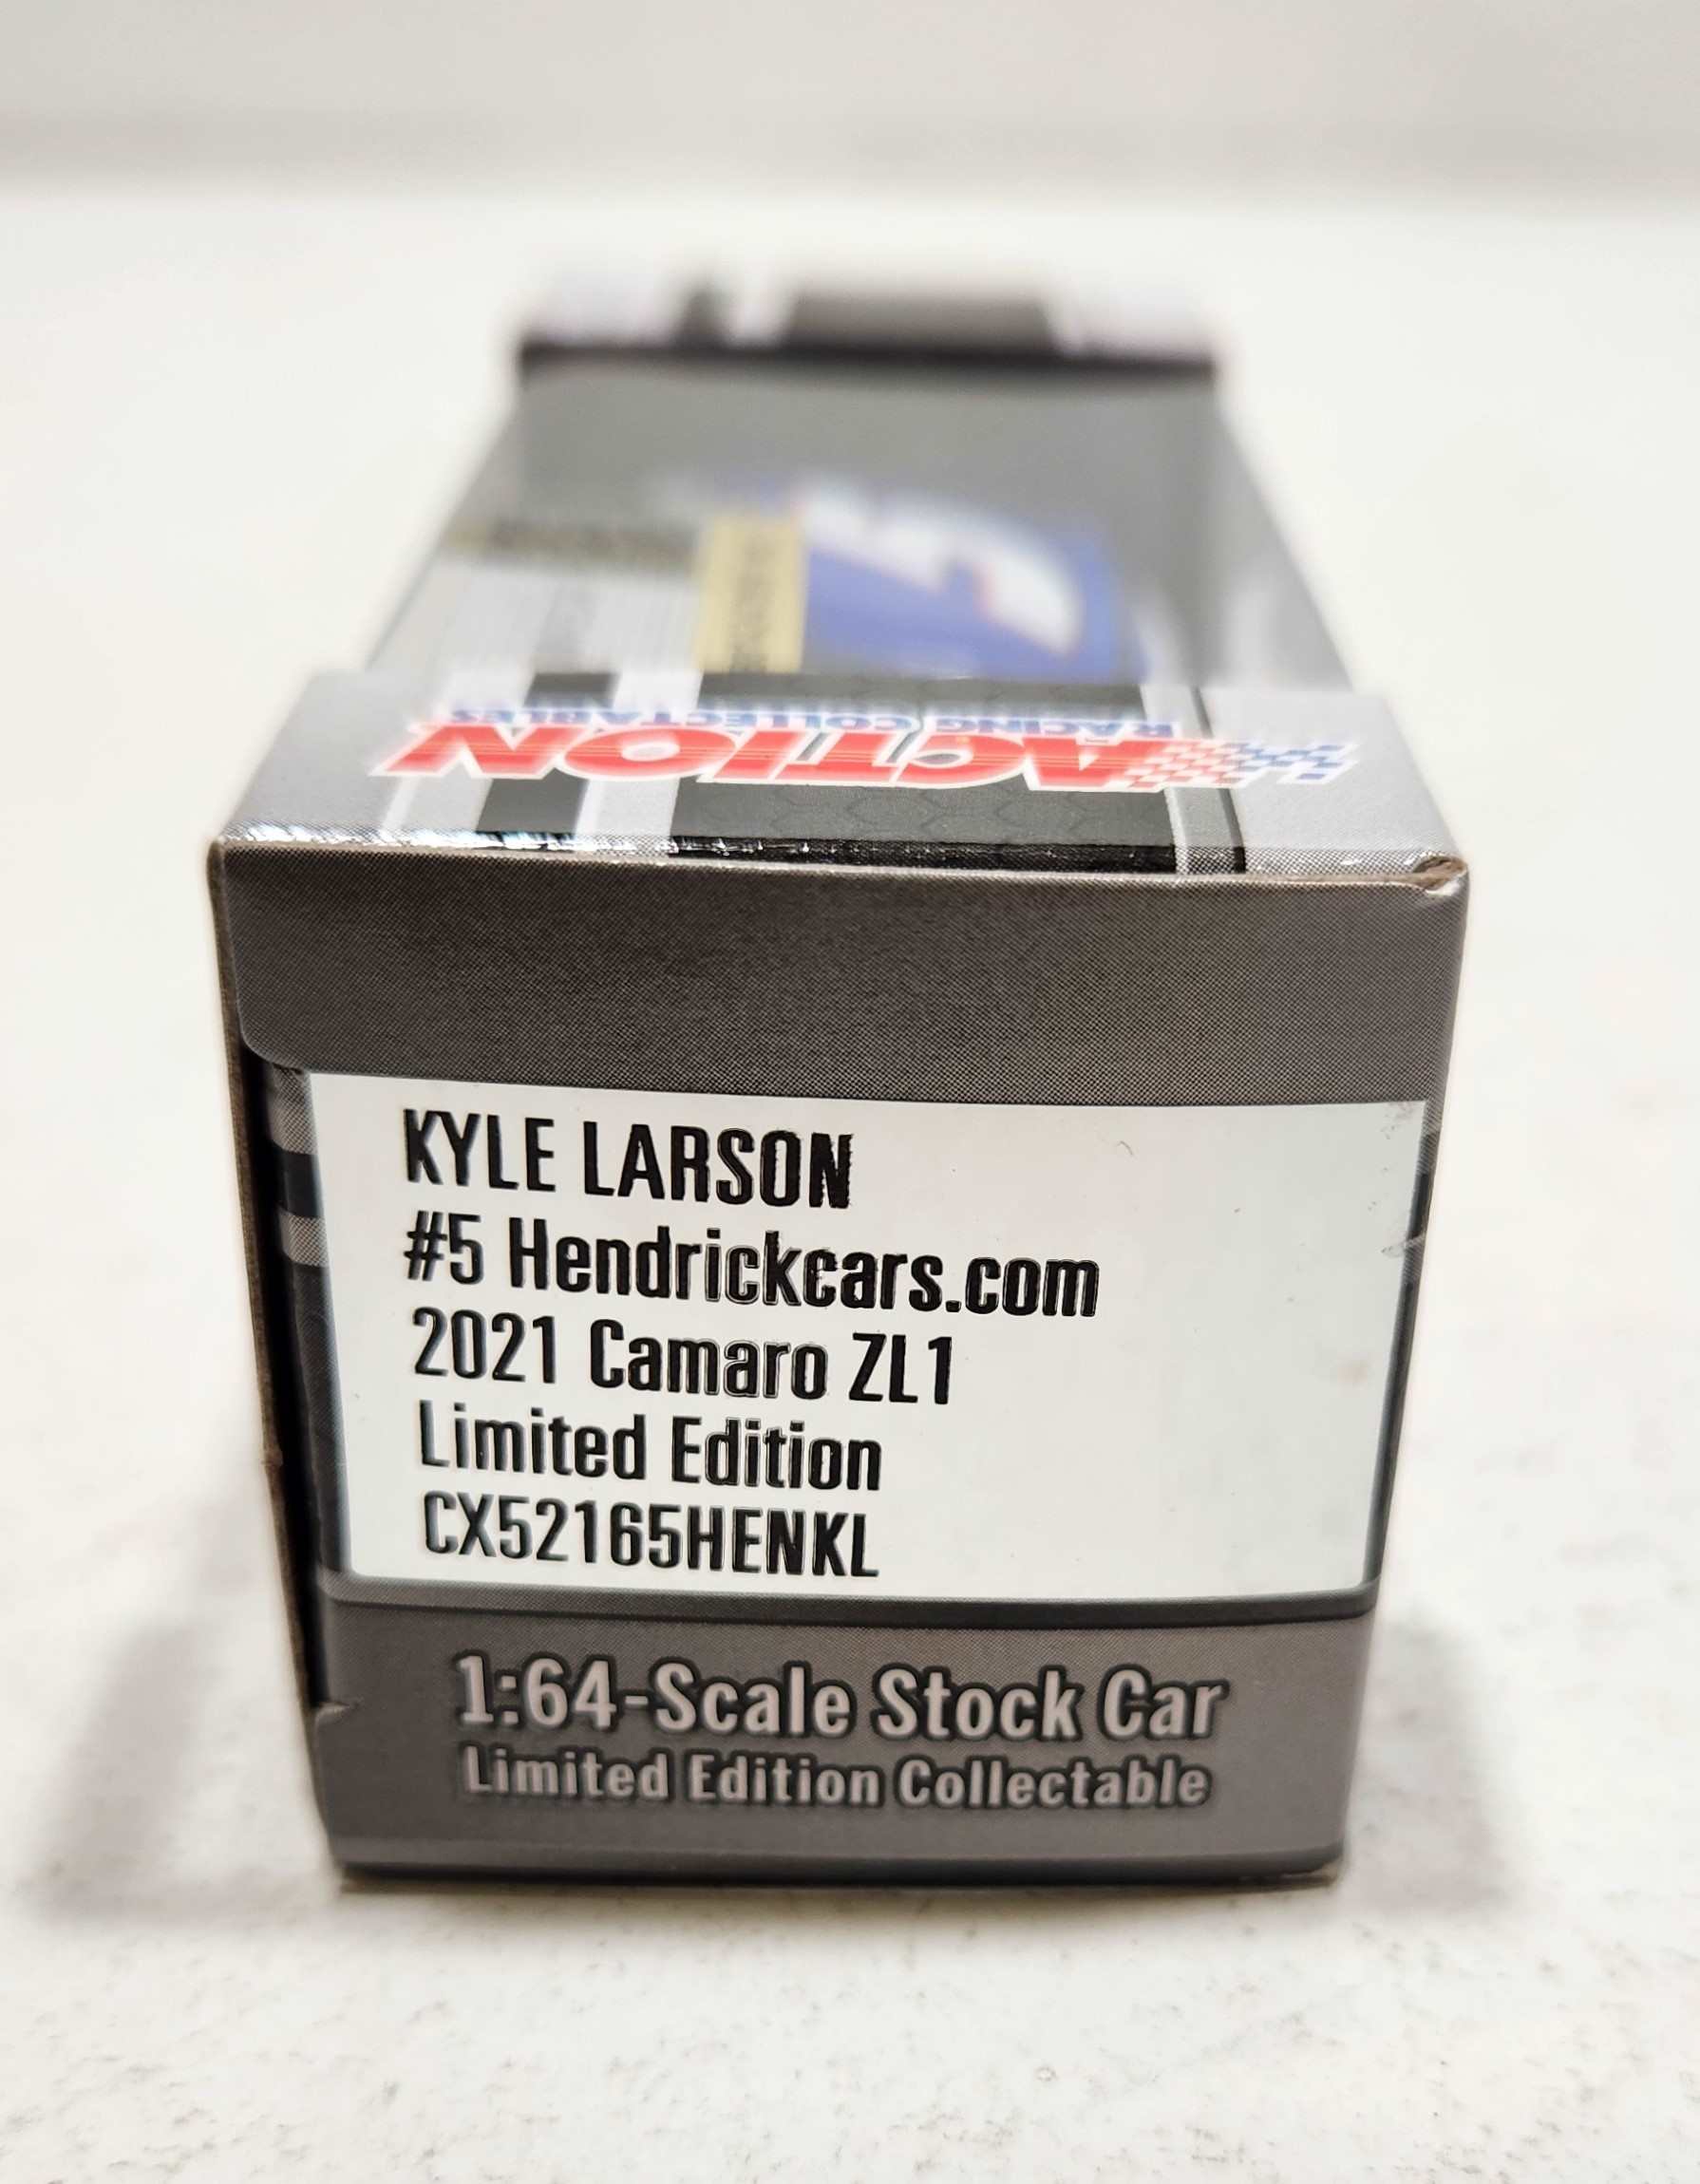 ACTION
RACING COLLECTABLES
KYLE LARSON
#5 Hendrickcars.com
2021 Camaro ZL1
Limited Edition
CX52165HENKL
1:64-Scale Stock Car
Limited Edition Collectable